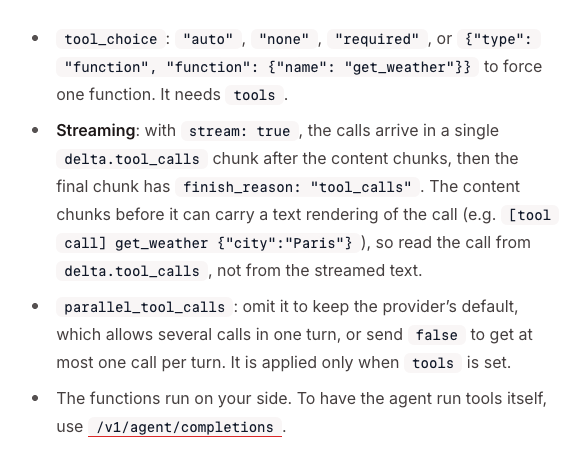 • tool_choice : "auto" , "none" , "required" , or {"type":
"function", "function": {"name": "get_weather"}} to force
one function. It needs tools .
• Streaming: with stream: true , the calls arrive in a single
delta.tool_calls chunk after the content chunks, then the
final chunk has finish_reason: "tool_calls" . The content
chunks before it can carry a text rendering of the call (e.g. [tool
call] get_weather {"city":"Paris"} ), so read the call from
delta.tool_calls , not from the streamed text.
• parallel_tool_calls : omit it to keep the provider’s default,
which allows several calls in one turn, or send false to get at
most one call per turn. It is applied only when tools is set.
• The functions run on your side. To have the agent run tools itself,
use /v1/agent/completions .